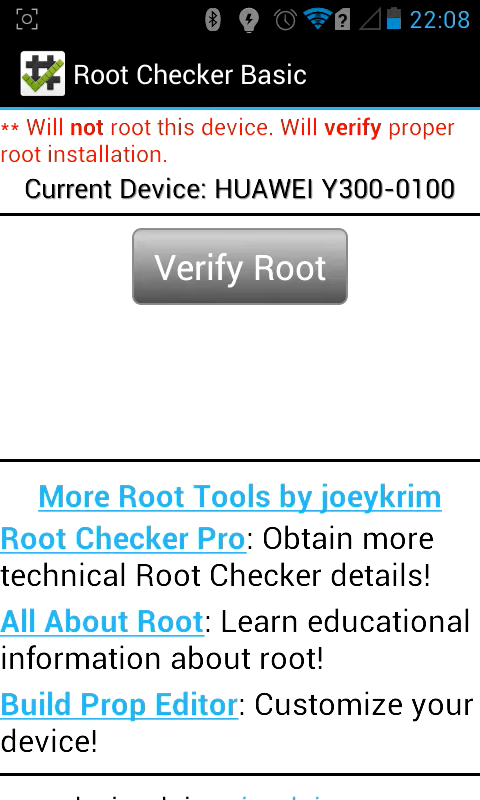 22:08
Root Checker Basic
** Will not root this device. Will verify proper
root installation.
Current Device: HUAWEI Y300-0100
Verify Root
More Root Tools by joeykrim
Root Checker Pro: Obtain more
technical Root Checker details!
All About Root: Learn educational
information about root!
Build Prop Editor: Customize your
device!